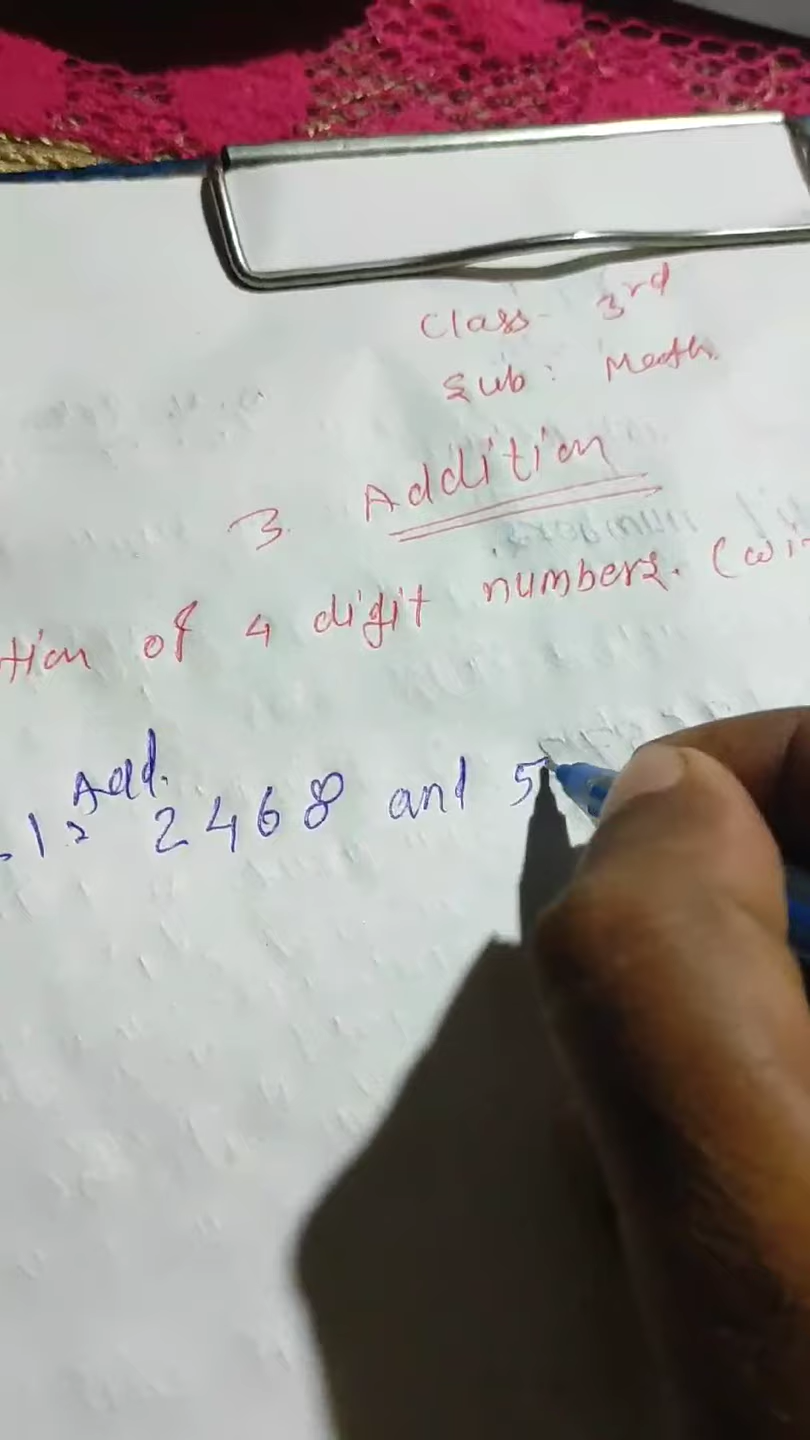 Class- 3rd
Sub: Math
3. Addition
tion of 4 digit numbers. (wi
Add.
.1> 2468 and 5